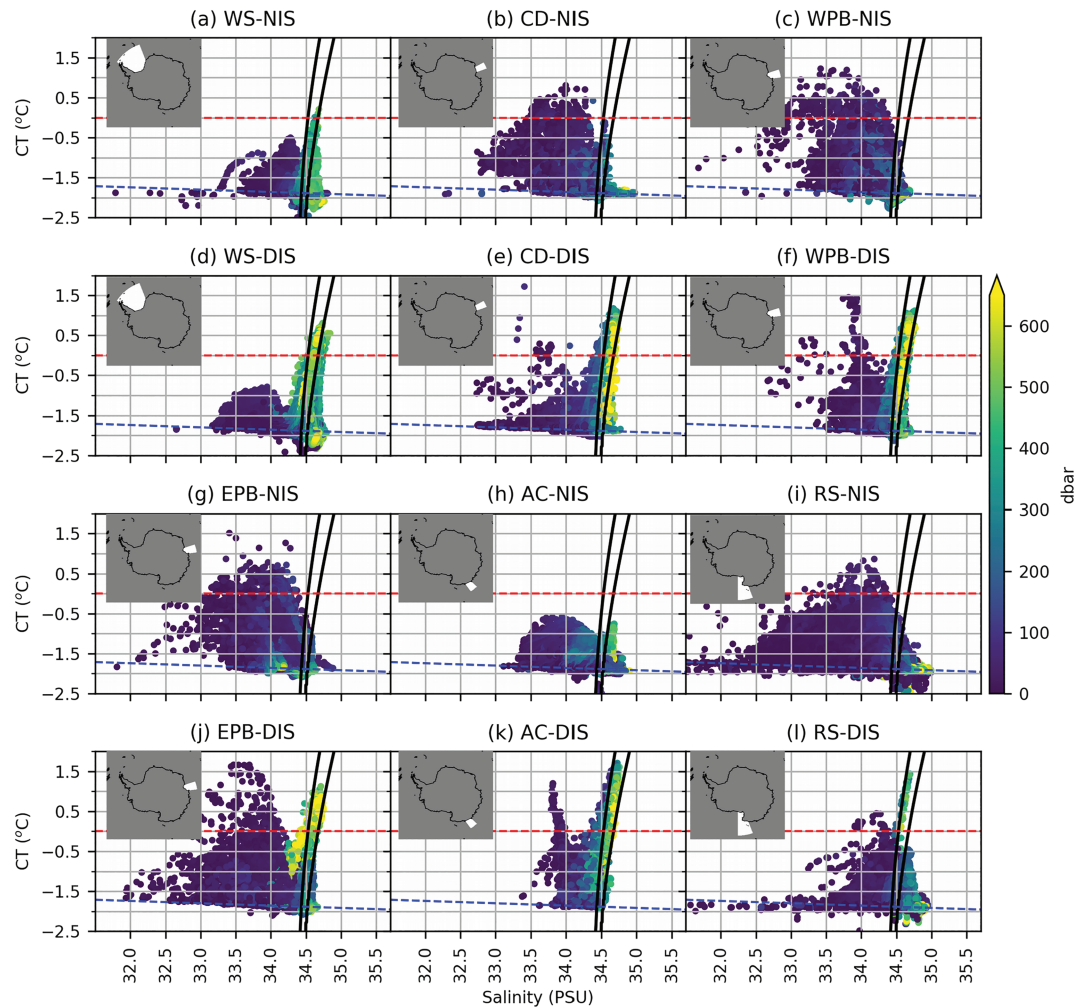 (a) WS-NIS (b) CD-NIS (c) WPB-NIS
CT (°C)
1.5
0.5
−0.5
−1.5
−2.5
(d) WS-DIS (e) CD-DIS (f) WPB-DIS
CT (°C)
1.5
0.5
−0.5
−1.5
−2.5
(g) EPB-NIS (h) AC-NIS (i) RS-NIS
CT (°C)
1.5
0.5
−0.5
−1.5
−2.5
(j) EPB-DIS (k) AC-DIS (l) RS-DIS
CT (°C)
1.5
0.5
−0.5
−1.5
−2.5
32.0 32.5 33.0 33.5 34.0 34.5 35.0 35.5 32.0 32.5 33.0 33.5 34.0 34.5 35.0 35.5 32.0 32.5 33.0 33.5 34.0 34.5 35.0 35.5
Salinity (PSU)
600
500
400
300
200
100
0
dbar